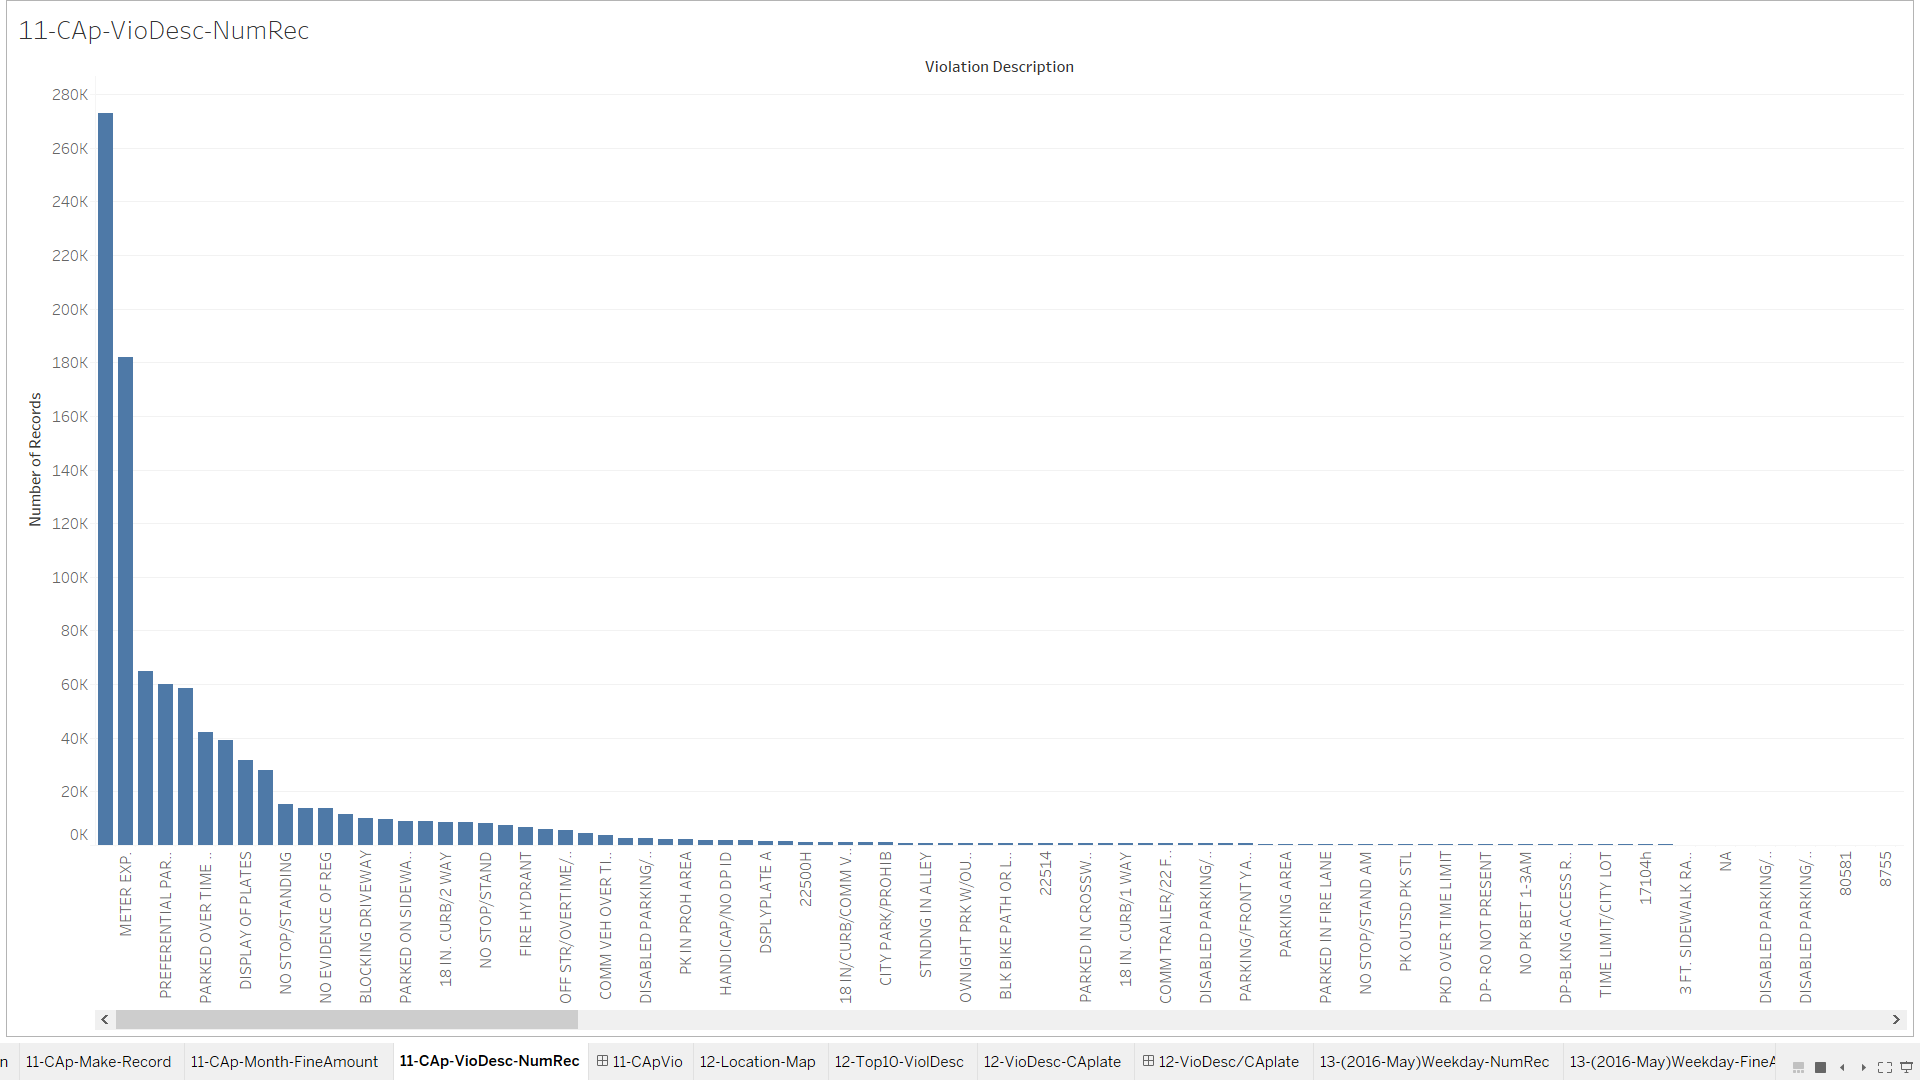 11-CAp-VioDesc-NumRec
Violation Description
Number of Records
280K
260K
240K
220K
200K
180K
160K
140K
120K
100K
80K
60K
40K
20K
0K
METER EXP.
PREFERENTIAL PAR..
PARKED OVER TIME ..
DISPLAY OF PLATES
NO STOP/STANDING
NO EVIDENCE OF REG
BLOCKING DRIVEWAY
PARKED ON SIDEWA..
18 IN. CURB/2 WAY
NO STOP/STAND
FIRE HYDRANT
OFF STR/OVERTIME/..
COMM VEH OVER TI..
DISABLED PARKING/..
PK IN PROH AREA
HANDICAP/NO DP ID
DSPLYPLATE A
22500H
18 IN/CURB/COMM V..
CITY PARK/PROHIB
STNDNG IN ALLEY
OVNIGHT PRK W/OU..
BLK BIKE PATH OR L..
22514
PARKED IN CROSSW..
18 IN. CURB/1 WAY
COMM TRAILER/22 F..
DISABLED PARKING/..
PARKING/FRONT YA..
PARKING AREA
PARKED IN FIRE LANE
NO STOP/STAND AM
PK OUTSD PK STL
PKD OVER TIME LIMIT
DP- RO NOT PRESENT
NO PK BET 1-3AM
DP-BLKNG ACCESS R..
TIME LIMIT/CITY LOT
17104h
3 FT. SIDEWALK RA..
NA
DISABLED PARKING/..
DISABLED PARKING/..
80581
8755
n
11-CAp-Make-Record
11-CAp-Month-FineAmount
11-CAp-VioDesc-NumRec
11-CApVio
12-Location-Map
12-Top10-ViolDesc
12-VioDesc-CAplate
12-VioDesc/CAplate
13-(2016-May)Weekday-NumRec
13-(2016-May)Weekday-FineA